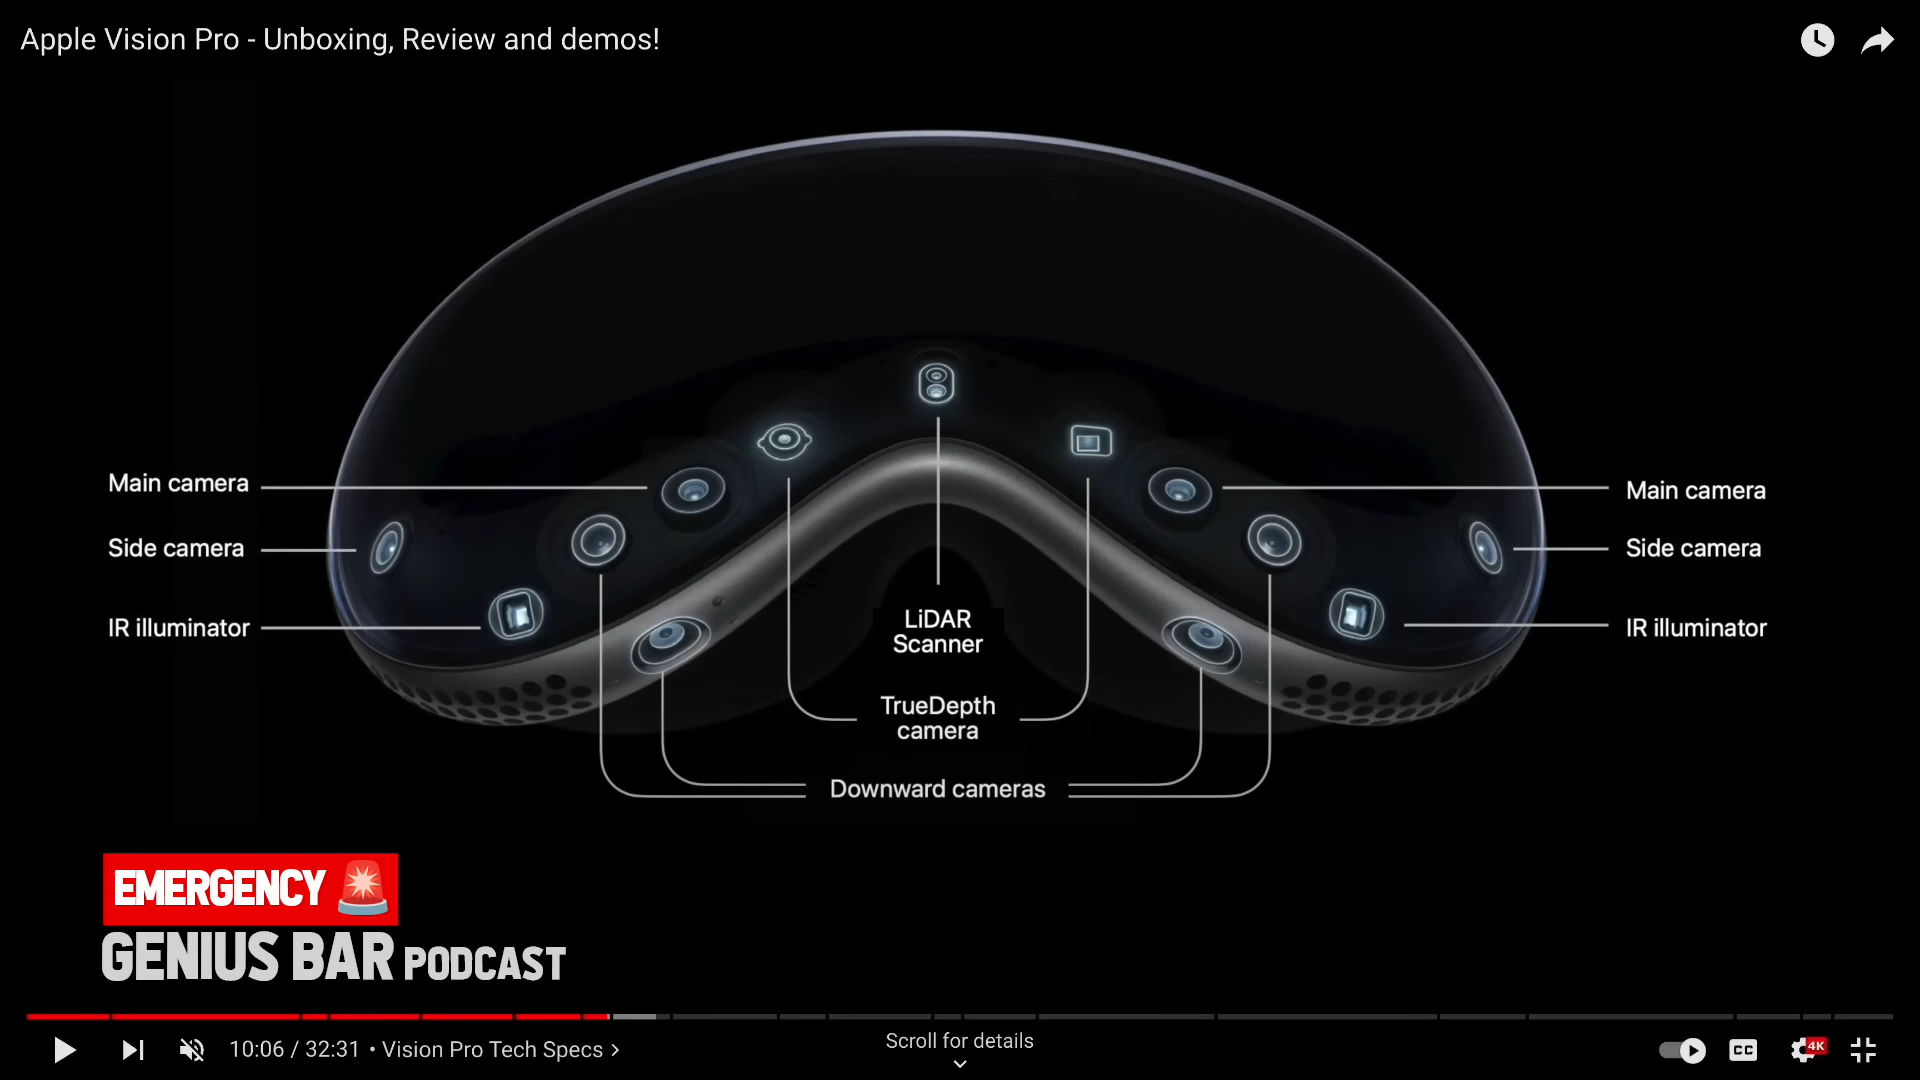 Apple Vision Pro - Unboxing, Review and demos!
Main camera
Side camera
IR illuminator
LiDAR
Scanner
TrueDepth
camera
Downward cameras
Main camera
Side camera
IR illuminator
EMERGENCY
GENIUS BAR PODCAST
10:06 / 32:31 • Vision Pro Tech Specs
Scroll for details
CC
4K